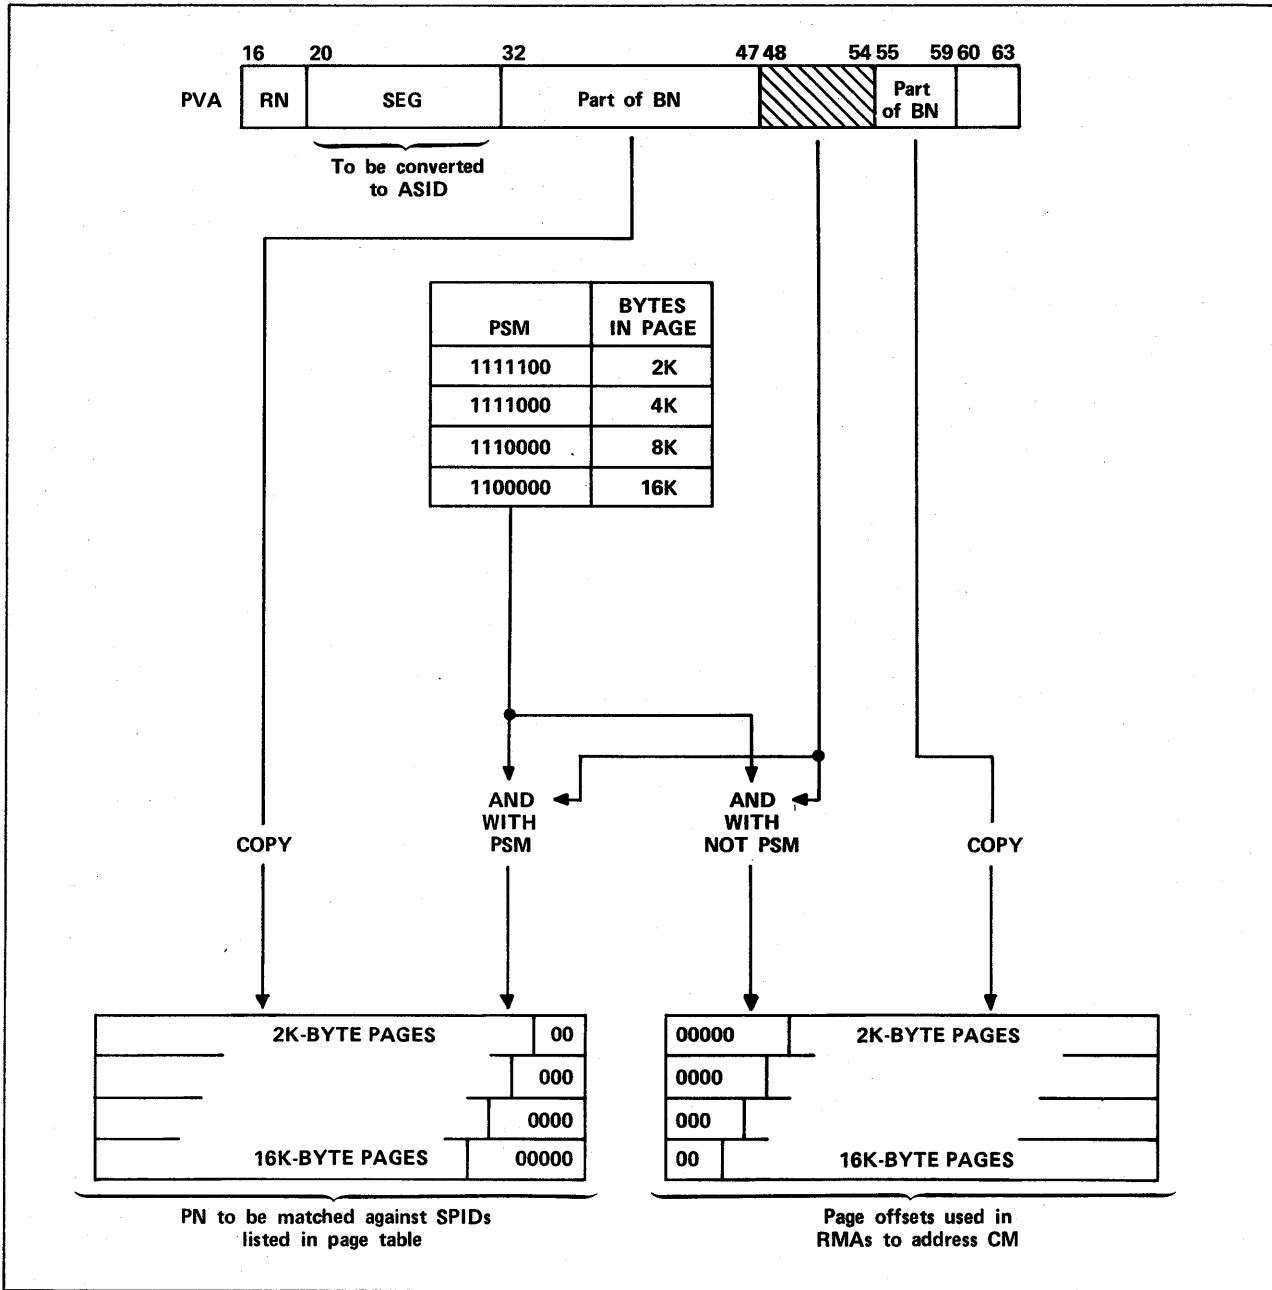 16 20 32 47 48 54 55 59 60 63
PVA RN SEG Part of BN Part
of BN
To be converted
to ASID
PSM BYTES
IN PAGE
1111100 2K
1111000 4K
1110000 8K
1100000 16K
COPY
AND
WITH
PSM
AND
WITH
NOT PSM
COPY
2K-BYTE PAGES 00
000
0000
16K-BYTE PAGES 00000
00000 2K-BYTE PAGES
0000
000
00 16K-BYTE PAGES
PN to be matched against SPIDs
listed in page table
Page offsets used in
RMAs to address CM